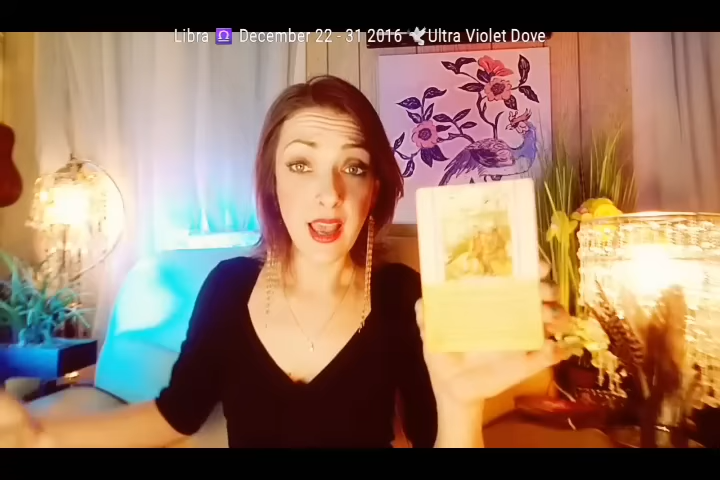 Libra ♎ December 22 - 31 2016 🕊Ultra Violet Dove